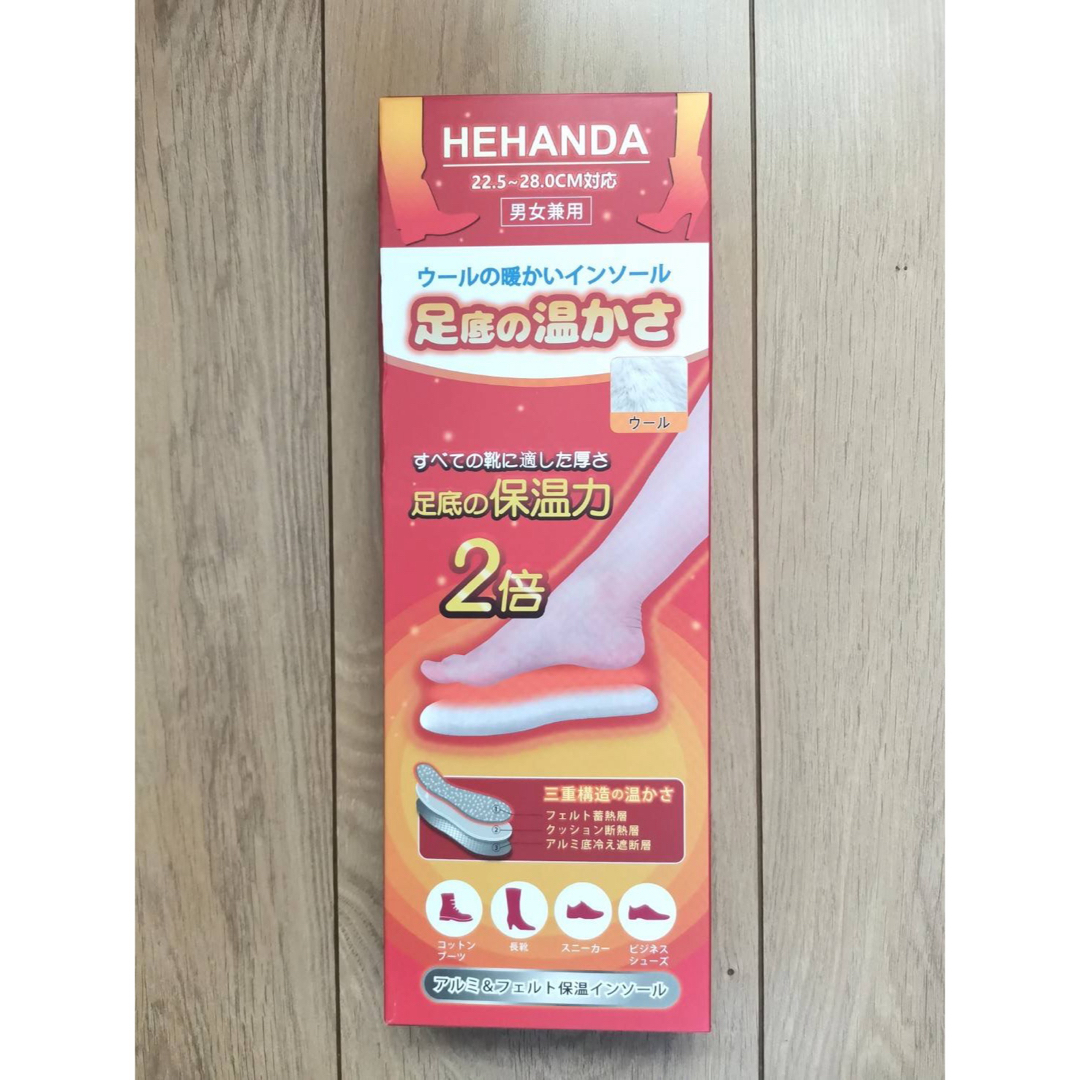 HEHANDA
22.5~28.0CM対応
男女兼用
ウールの暖かいインソール
足底の温かさ
ウール
すべての靴に適した厚さ
足底の保温力
2倍
三重構造の温かさ
1 フェルト蓄熱層
2 クッション断熱層
3 アルミ底冷え遮断層
コットン
ブーツ
長靴
スニーカー
ビジネス
シューズ
アルミ&フェルト保温インソール